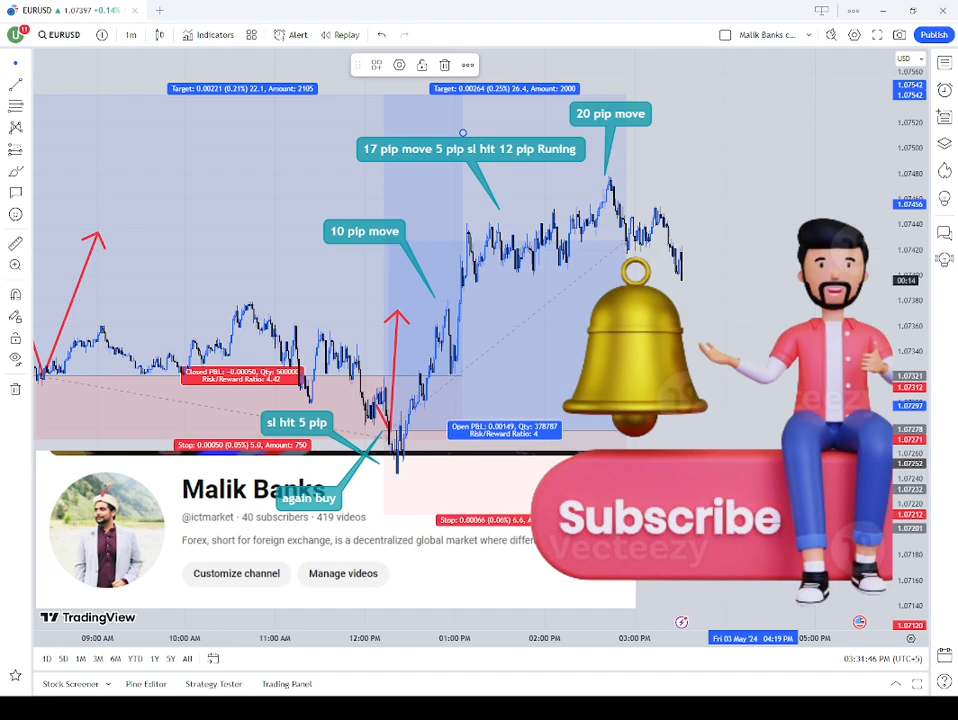 EURUSD ▲ 1.07397 +0.14%
U 11
EURUSD
1m
Indicators
Alert
Replay
Malik Banks c...
Publish
USD
Target: 0.00221 (0.21%) 22.1, Amount: 2105
Target: 0.00264 (0.25%) 26.4, Amount: 2000
20 pip move
17 pip move 5 pip sl hit 12 pip Runing
10 pip move
Closed P&L: −0.00050, Qty: 500000
Risk/Reward Ratio: 4.42
sl hit 5 pip
Open P&L: 0.00149, Qty: 378787
Risk/Reward Ratio: 4
Stop: 0.00050 (0.05%) 5.0, Amount: 750
again buy
Stop: 0.00066 (0.06%) 6.6,
Malik Banks
@ictmarket · 40 subscribers · 419 videos
Forex, short for foreign exchange, is a decentralized global market where
Customize channel
Manage videos
Subscribe
Vecteezy
TradingView
1.07560
1.07542
1.07542
1.07520
1.07500
1.07480
1.07456
1.07440
1.07420
00:14
1.07380
1.07360
1.07340
1.07321
1.07312
1.07297
1.07278
1.07271
1.07260
1.07252
1.07232
1.07212
1.07201
1.07180
1.07160
1.07140
1.07120
09:00 AM
10:00 AM
11:00 AM
12:00 PM
01:00 PM
02:00 PM
03:00 PM
Fri 03 May '24 04:19 PM
05:00 PM
1D 5D 1M 3M 6M YTD 1Y 5Y All
03:31:46 PM (UTC+5)
Stock Screener
Pine Editor
Strategy Tester
Trading Panel